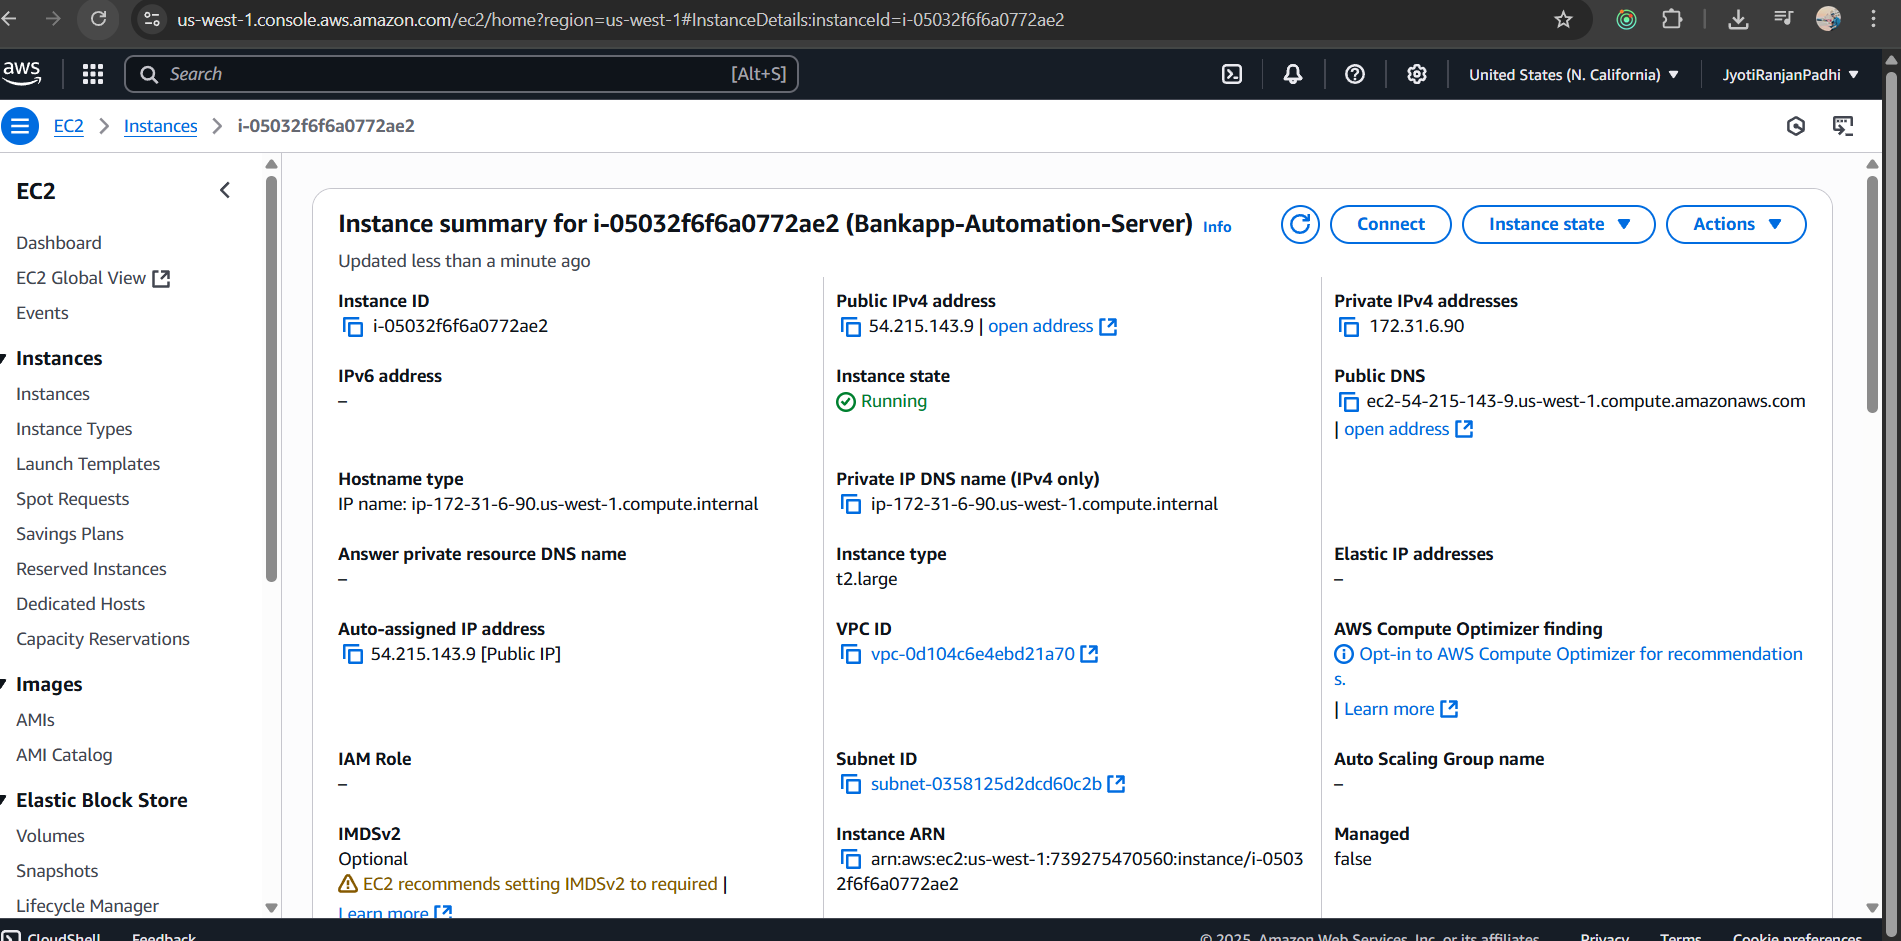 us-west-1.console.aws.amazon.com/ec2/home?region=us-west-1#InstanceDetails:instanceId=i-05032f6f6a0772ae2
aws
Search
[Alt+S]
United States (N. California)
JyotiRanjanPadhi
EC2
Instances
i-05032f6f6a0772ae2
EC2
Dashboard
EC2 Global View
Events
Instances
Instances
Instance Types
Launch Templates
Spot Requests
Savings Plans
Reserved Instances
Dedicated Hosts
Capacity Reservations
Images
AMIs
AMI Catalog
Elastic Block Store
Volumes
Snapshots
Lifecycle Manager
Instance summary for i-05032f6f6a0772ae2 (Bankapp-Automation-Server) Info
Connect
Instance state
Actions
Updated less than a minute ago
Instance ID
i-05032f6f6a0772ae2
Public IPv4 address
54.215.143.9 | open address
Private IPv4 addresses
172.31.6.90
IPv6 address
–
Instance state
Running
Public DNS
ec2-54-215-143-9.us-west-1.compute.amazonaws.com
| open address
Hostname type
IP name: ip-172-31-6-90.us-west-1.compute.internal
Private IP DNS name (IPv4 only)
ip-172-31-6-90.us-west-1.compute.internal
Answer private resource DNS name
–
Instance type
t2.large
Elastic IP addresses
–
Auto-assigned IP address
54.215.143.9 [Public IP]
VPC ID
vpc-0d104c6e4ebd21a70
AWS Compute Optimizer finding
Opt-in to AWS Compute Optimizer for recommendation
s.
| Learn more
IAM Role
–
Subnet ID
subnet-0358125d2dcd60c2b
Auto Scaling Group name
–
IMDSv2
Optional
EC2 recommends setting IMDSv2 to required |
Learn more
Instance ARN
arn:aws:ec2:us-west-1:739275470560:instance/i-0503
2f6f6a0772ae2
Managed
false
CloudShell
Feedback
© 2025, Amazon Web Services, Inc. or its affiliates.
Privacy
Terms
Cookie preferences